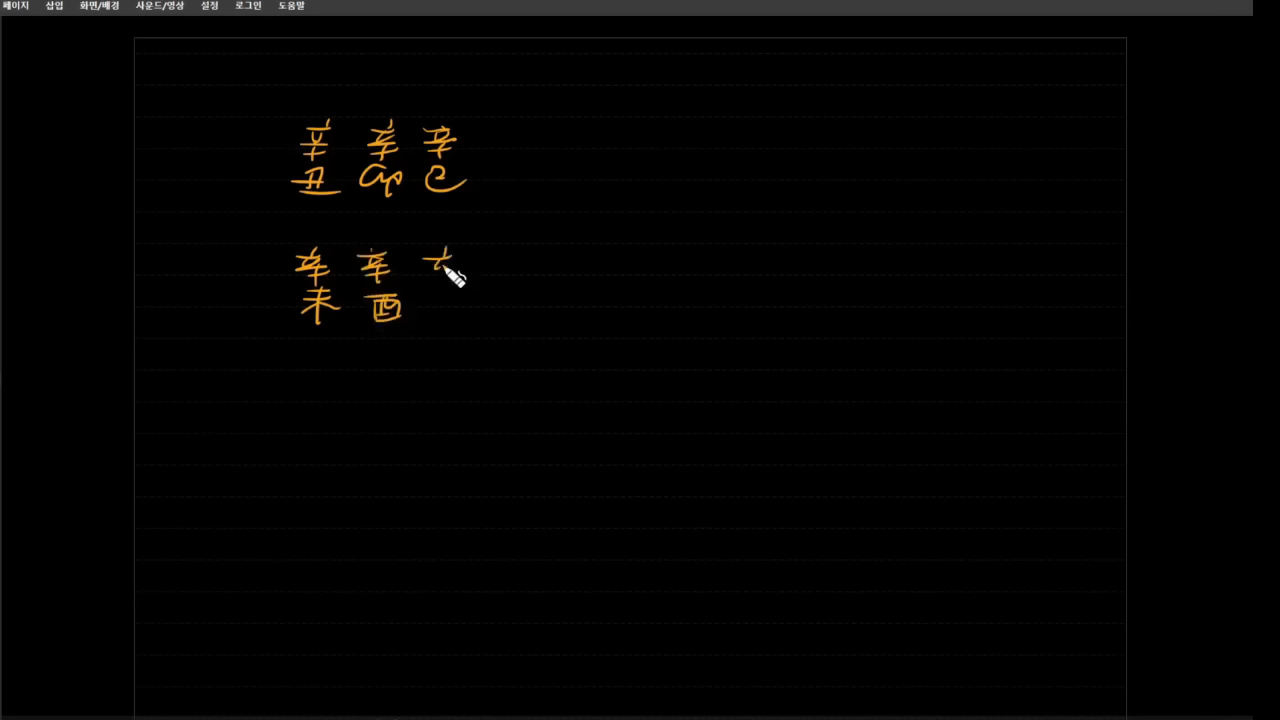 페이지 삽입 화면/배경 사운드/영상 설정 로그인 도움말
辛 辛 辛
丑 卯 巳
辛 辛
未 酉